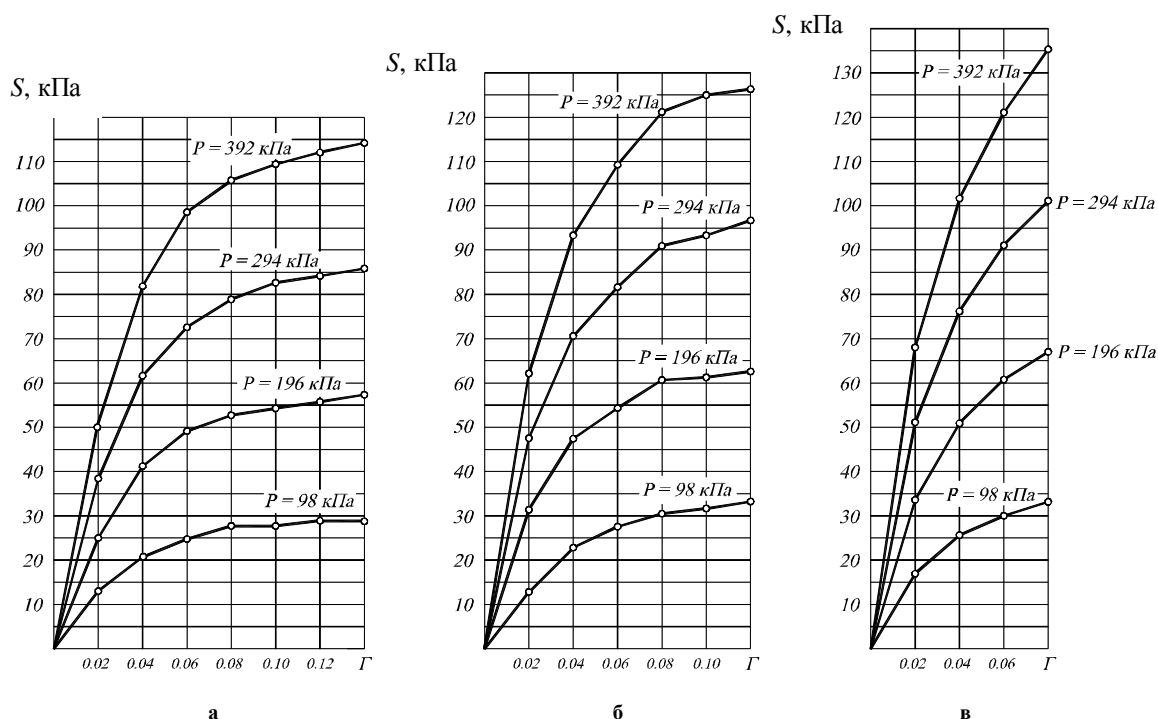 S, кПа
110
100
90
80
70
60
50
40
30
20
10
P = 392 кПа
P = 294 кПа
P = 196 кПа
P = 98 кПа
0.02 0.04 0.06 0.08 0.10 0.12 Г
а
S, кПа
120
110
100
90
80
70
60
50
40
30
20
10
P = 392 кПа
P = 294 кПа
P = 196 кПа
P = 98 кПа
0.02 0.04 0.06 0.08 0.10 Г
б
S, кПа
130
120
110
100
90
80
70
60
50
40
30
20
10
P = 392 кПа
P = 294 кПа
P = 196 кПа
P = 98 кПа
0.02 0.04 0.06 Г
в